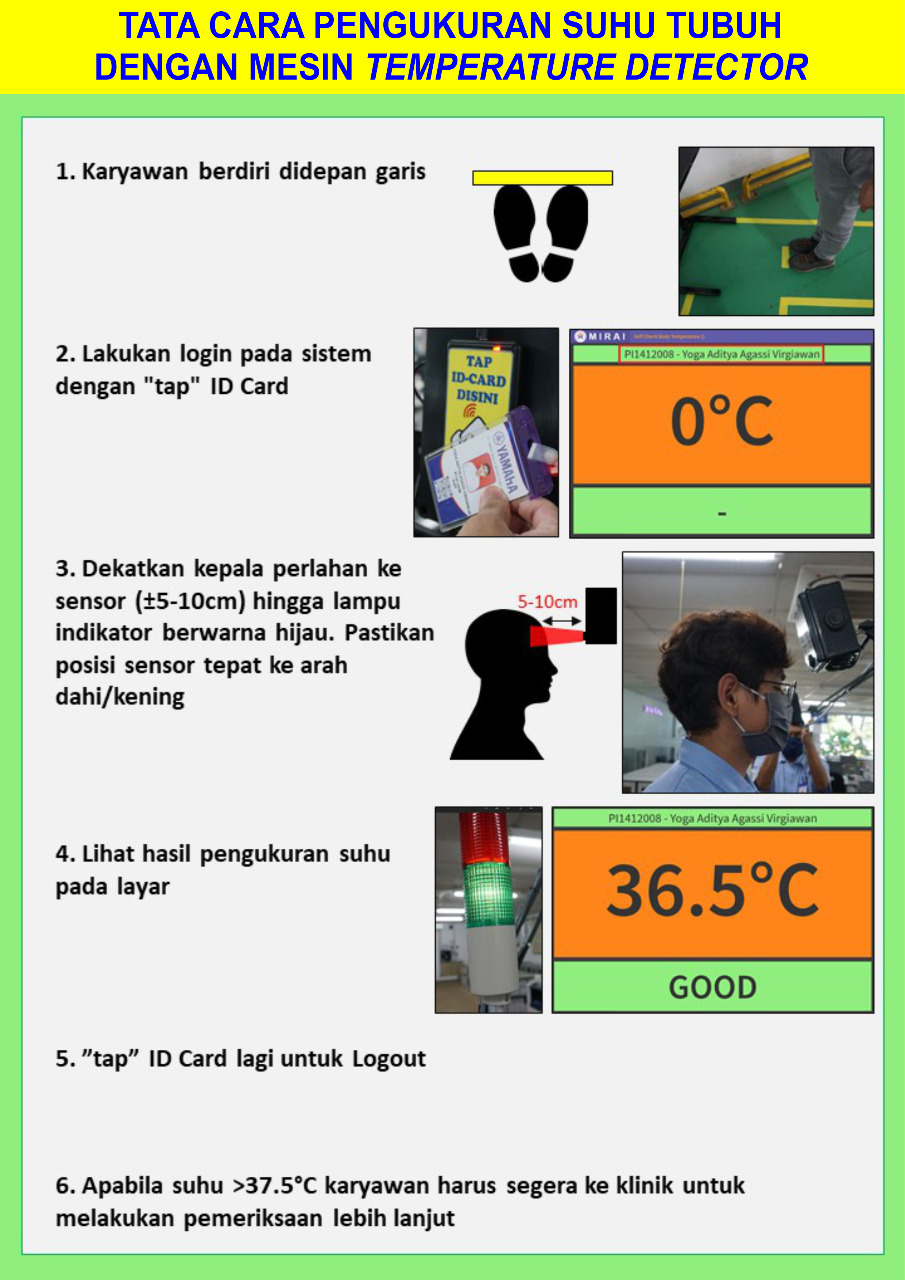 TATA CARA PENGUKURAN SUHU TUBUH
DENGAN MESIN TEMPERATURE DETECTOR
1. Karyawan berdiri didepan garis
2. Lakukan login pada sistem
dengan "tap" ID Card
TAP
ID-CARD
DISINI
YAMAHA
MIRAI
Self Check Body Temperature
PI1412008 - Yoga Aditya Agassi Virgiawan
0°C
-
3. Dekatkan kepala perlahan ke
sensor (±5-10cm) hingga lampu
indikator berwarna hijau. Pastikan
posisi sensor tepat ke arah
dahi/kening
5-10cm
4. Lihat hasil pengukuran suhu
pada layar
PI1412008 - Yoga Aditya Agassi Virgiawan
36.5°C
GOOD
5. ”tap” ID Card lagi untuk Logout
6. Apabila suhu >37.5°C karyawan harus segera ke klinik untuk
melakukan pemeriksaan lebih lanjut